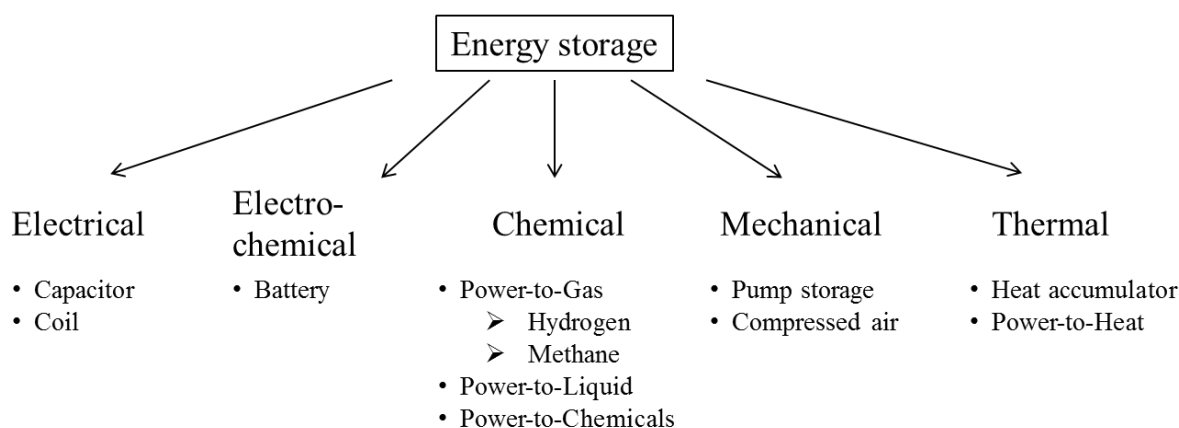 Energy storage
Electrical
• Capacitor
• Coil
Electro-
chemical
• Battery
Chemical
• Power-to-Gas
➢ Hydrogen
➢ Methane
• Power-to-Liquid
• Power-to-Chemicals
Mechanical
• Pump storage
• Compressed air
Thermal
• Heat accumulator
• Power-to-Heat